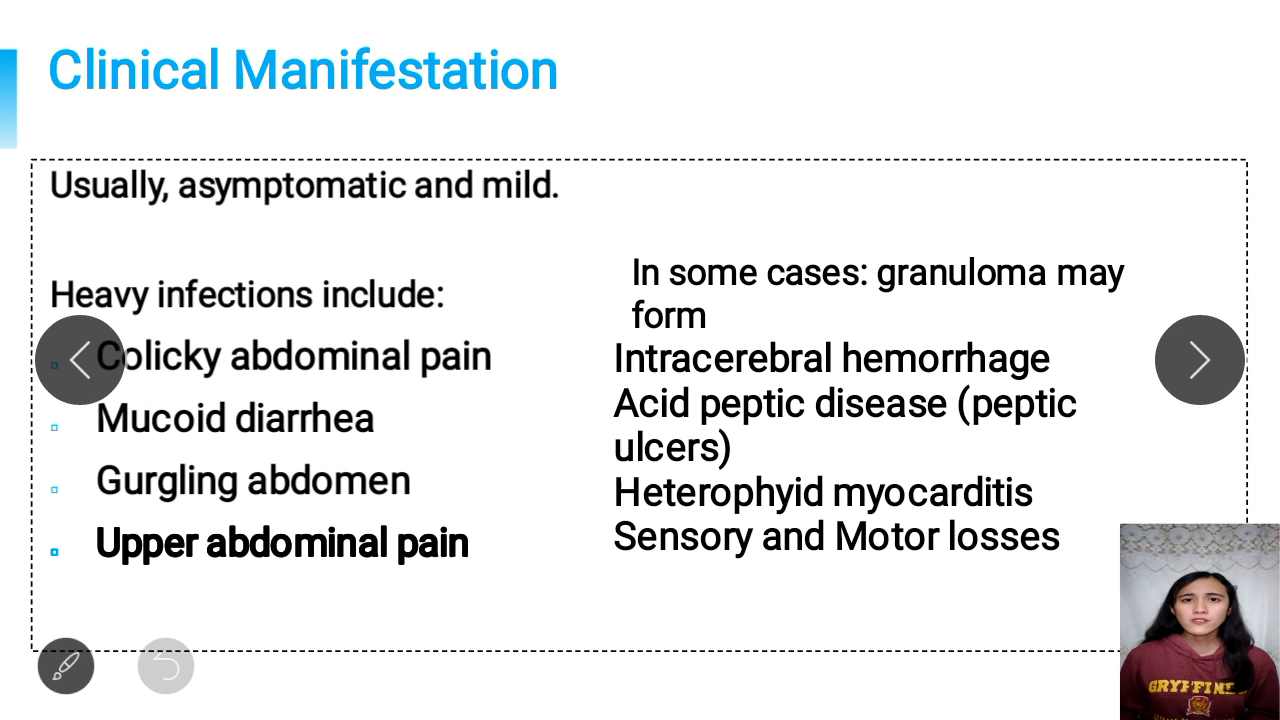 Clinical Manifestation
Usually, asymptomatic and mild.
Heavy infections include:
Colicky abdominal pain
Mucoid diarrhea
Gurgling abdomen
Upper abdominal pain
In some cases: granuloma may
form
Intracerebral hemorrhage
Acid peptic disease (peptic
ulcers)
Heterophyid myocarditis
Sensory and Motor losses